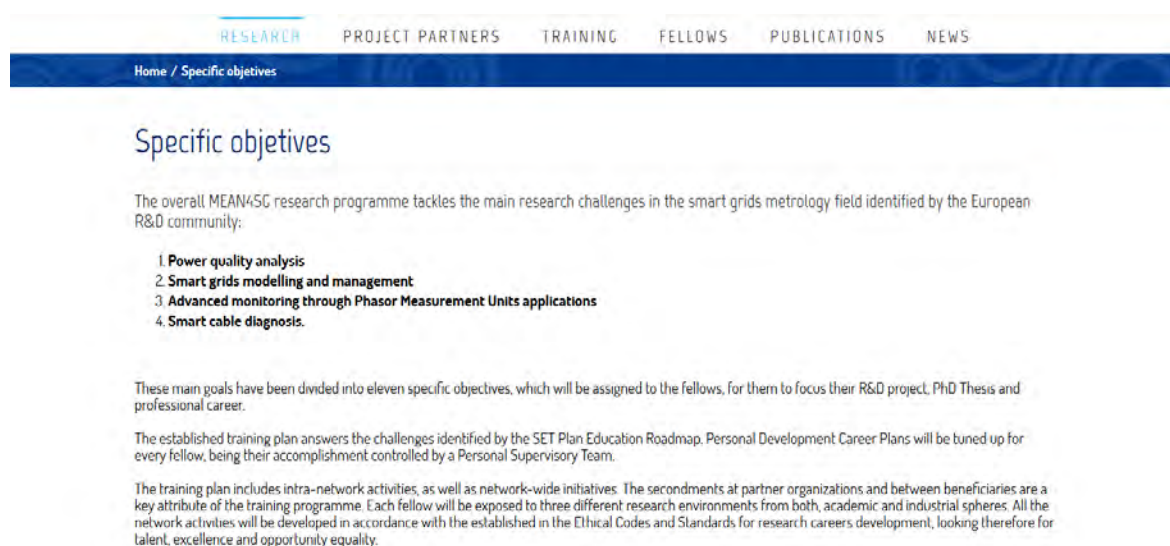 RESEARCH PROJECT PARTNERS TRAINING FELLOWS PUBLICATIONS NEWS
Home / Specific objetives
Specific objetives
The overall MEAN4SG research programme tackles the main research challenges in the smart grids metrology field identified by the European
R&D community:
1. Power quality analysis
2. Smart grids modelling and management
3. Advanced monitoring through Phasor Measurement Units applications
4. Smart cable diagnosis.
These main goals have been divided into eleven specific objectives, which will be assigned to the fellows, for them to focus their R&D project, PhD Thesis and
professional career.
The established training plan answers the challenges identified by the SET Plan Education Roadmap. Personal Development Career Plans will be tuned up for
every fellow, being their accomplishment controlled by a Personal Supervisory Team.
The training plan includes intra-network activities, as well as network-wide initiatives. The secondments at partner organizations and between beneficiaries are a
key attribute of the training programme. Each fellow will be exposed to three different research environments from both, academic and industrial spheres. All the
network activities will be developed in accordance with the established in the Ethical Codes and Standards for research careers development, looking therefore for
talent, excellence and opportunity equality.